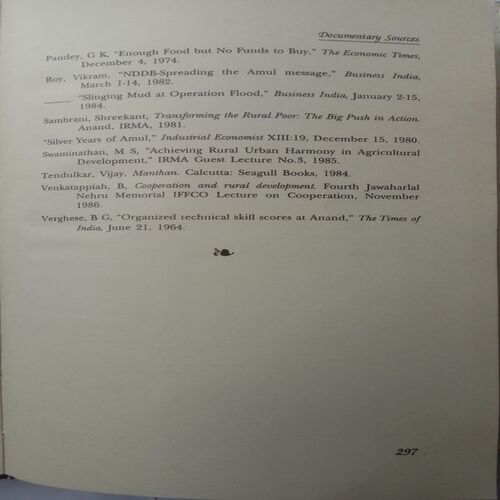 Documentary Sources
Pandey, G K, "Enough Food but No Funds to Buy," The Economic Times,
December 4, 1974.
Roy, Vikram, "NDDB-Spreading the Amul message," Business India,
March 1-14, 1982.
_____ "Slinging Mud at Operation Flood," Business India, January 2-15,
1984.
Sambrani, Shreekant, Transforming the Rural Poor: The Big Push in Action.
Anand, IRMA, 1981.
"Silver Years of Amul," Industrial Economist XIII:19, December 15, 1980.
Swaminathan, M S, "Achieving Rural Urban Harmony in Agricultural
Development," IRMA Guest Lecture No.3, 1985.
Tendulkar, Vijay, Manthan. Calcutta: Seagull Books, 1984.
Venkatappiah, B, Cooperation and rural development. Fourth Jawaharlal
Nehru Memorial IFFCO Lecture on Cooperation, November
1986.
Verghese, B G, "Organized technical skill scores at Anand," The Times of
India, June 21, 1964.
297